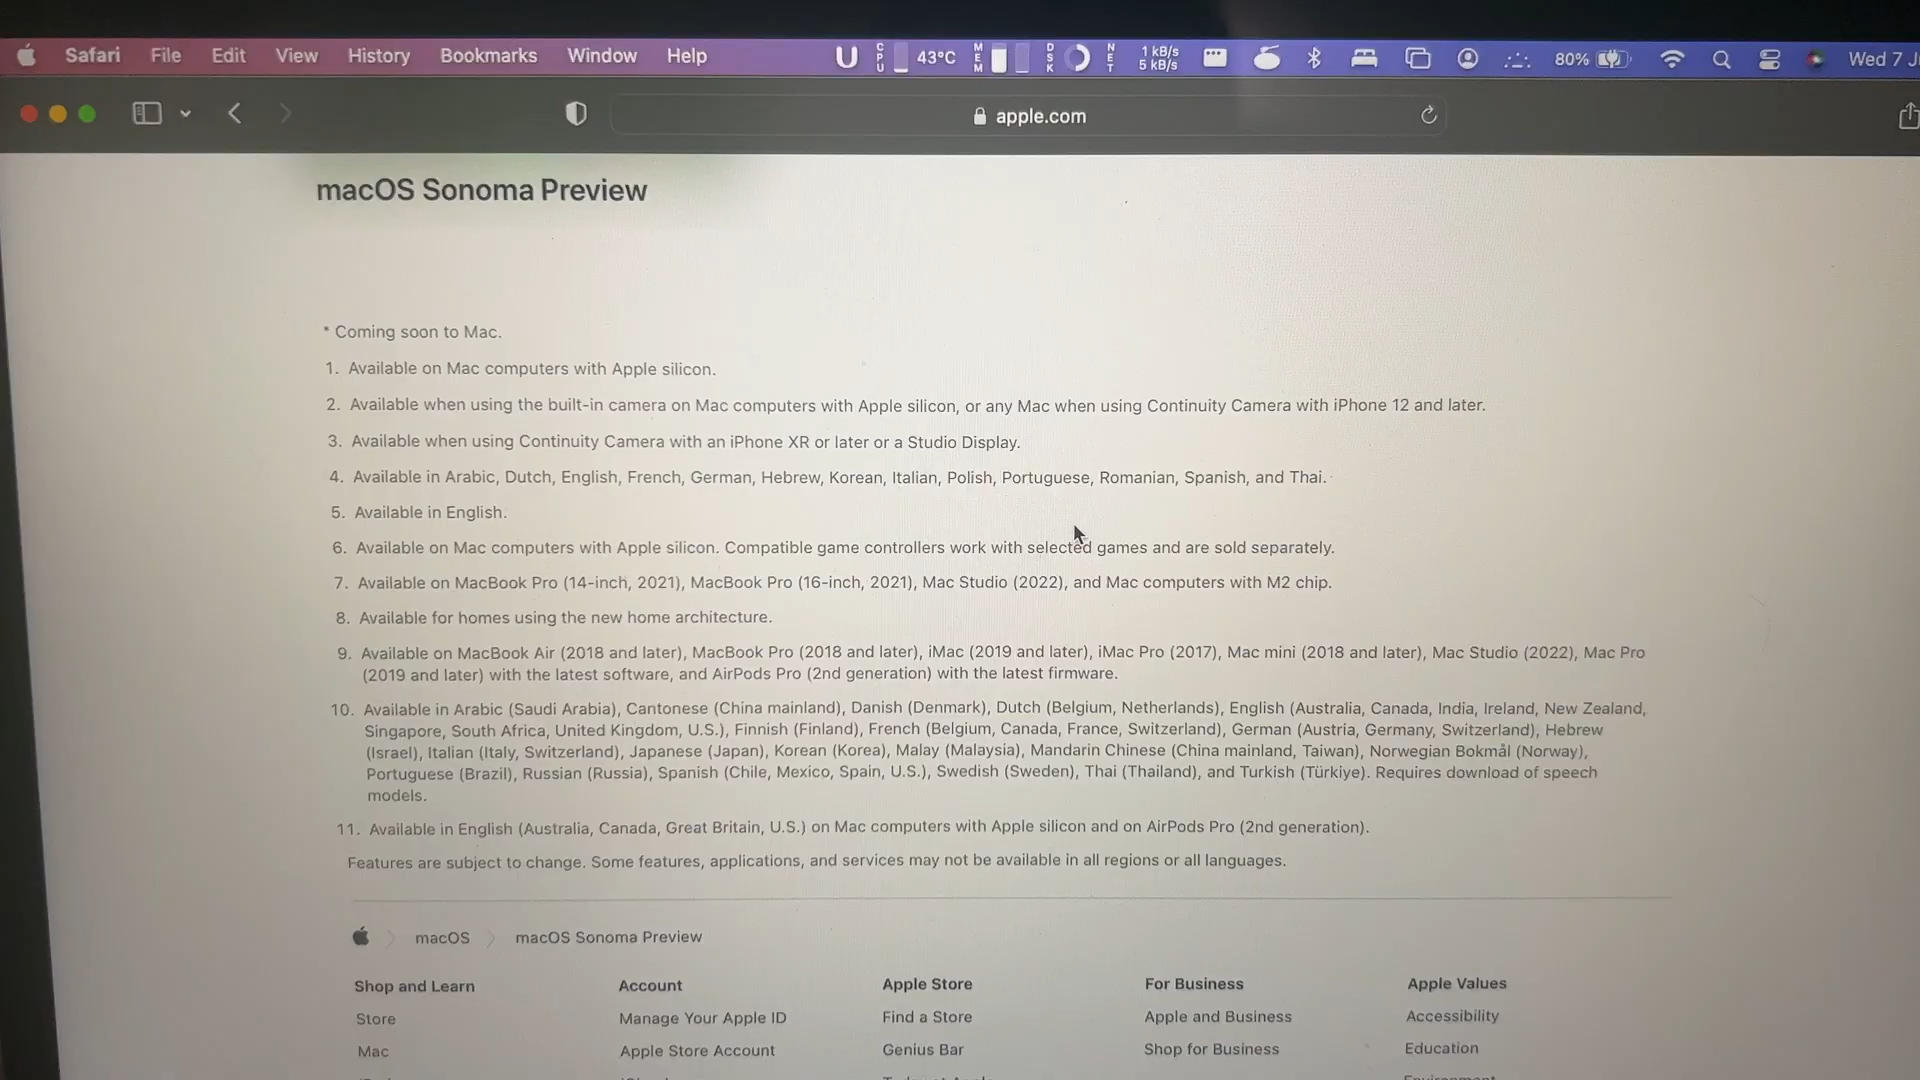 Safari File Edit View History Bookmarks Window Help U CPU 43°C MEM DSK NET 1 kB/s 5 kB/s 80% Wed 7
apple.com
macOS Sonoma Preview
* Coming soon to Mac.
1. Available on Mac computers with Apple silicon.
2. Available when using the built-in camera on Mac computers with Apple silicon, or any Mac when using Continuity Camera with iPhone 12 and later.
3. Available when using Continuity Camera with an iPhone XR or later or a Studio Display.
4. Available in Arabic, Dutch, English, French, German, Hebrew, Korean, Italian, Polish, Portuguese, Romanian, Spanish, and Thai.
5. Available in English.
6. Available on Mac computers with Apple silicon. Compatible game controllers work with selected games and are sold separately.
7. Available on MacBook Pro (14-inch, 2021), MacBook Pro (16-inch, 2021), Mac Studio (2022), and Mac computers with M2 chip.
8. Available for homes using the new home architecture.
9. Available on MacBook Air (2018 and later), MacBook Pro (2018 and later), iMac (2019 and later), iMac Pro (2017), Mac mini (2018 and later), Mac Studio (2022), Mac Pro
(2019 and later) with the latest software, and AirPods Pro (2nd generation) with the latest firmware.
10. Available in Arabic (Saudi Arabia), Cantonese (China mainland), Danish (Denmark), Dutch (Belgium, Netherlands), English (Australia, Canada, India, Ireland, New Zealand,
Singapore, South Africa, United Kingdom, U.S.), Finnish (Finland), French (Belgium, Canada, France, Switzerland), German (Austria, Germany, Switzerland), Hebrew
(Israel), Italian (Italy, Switzerland), Japanese (Japan), Korean (Korea), Malay (Malaysia), Mandarin Chinese (China mainland, Taiwan), Norwegian Bokmål (Norway),
Portuguese (Brazil), Russian (Russia), Spanish (Chile, Mexico, Spain, U.S.), Swedish (Sweden), Thai (Thailand), and Turkish (Türkiye). Requires download of speech
models.
11. Available in English (Australia, Canada, Great Britain, U.S.) on Mac computers with Apple silicon and on AirPods Pro (2nd generation).
Features are subject to change. Some features, applications, and services may not be available in all regions or all languages.
macOS macOS Sonoma Preview
Shop and Learn Account Apple Store For Business Apple Values
Store Manage Your Apple ID Find a Store Apple and Business Accessibility
Mac Apple Store Account Genius Bar Shop for Business Education